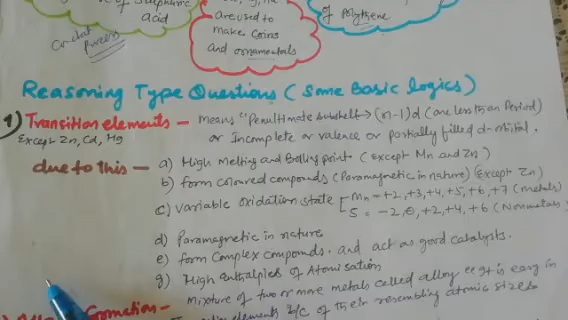 acid
Contact Process
are used to
make coins
and ornamentals
of Polythene
Reasoning Type Questions (Some Basic logics)
1) Transition elements — means "Penultimate subshell → (n-1)d (one less than Period)
Except Zn, Cd, Hg
or Incomplete or valence or partially filled d-orbital.
due to this — a) High melting and Boiling point (except Mn and Zn)
b) form coloured compounds (Paramagnetic in nature) (Except Zn)
c) variable oxidation state [Mn = +2, +3, +4, +5, +6, +7 (metals)
S = -2, 0, +2, +4, +6 (Nonmetals
d) Paramagnetic in nature
e) form Complex compounds. and act as good catalysts.
g) High enthalpies of Atomisation
Formation — Mixture of two or more metals called alloy easy in
elements b/c of their resembling atomic sizes